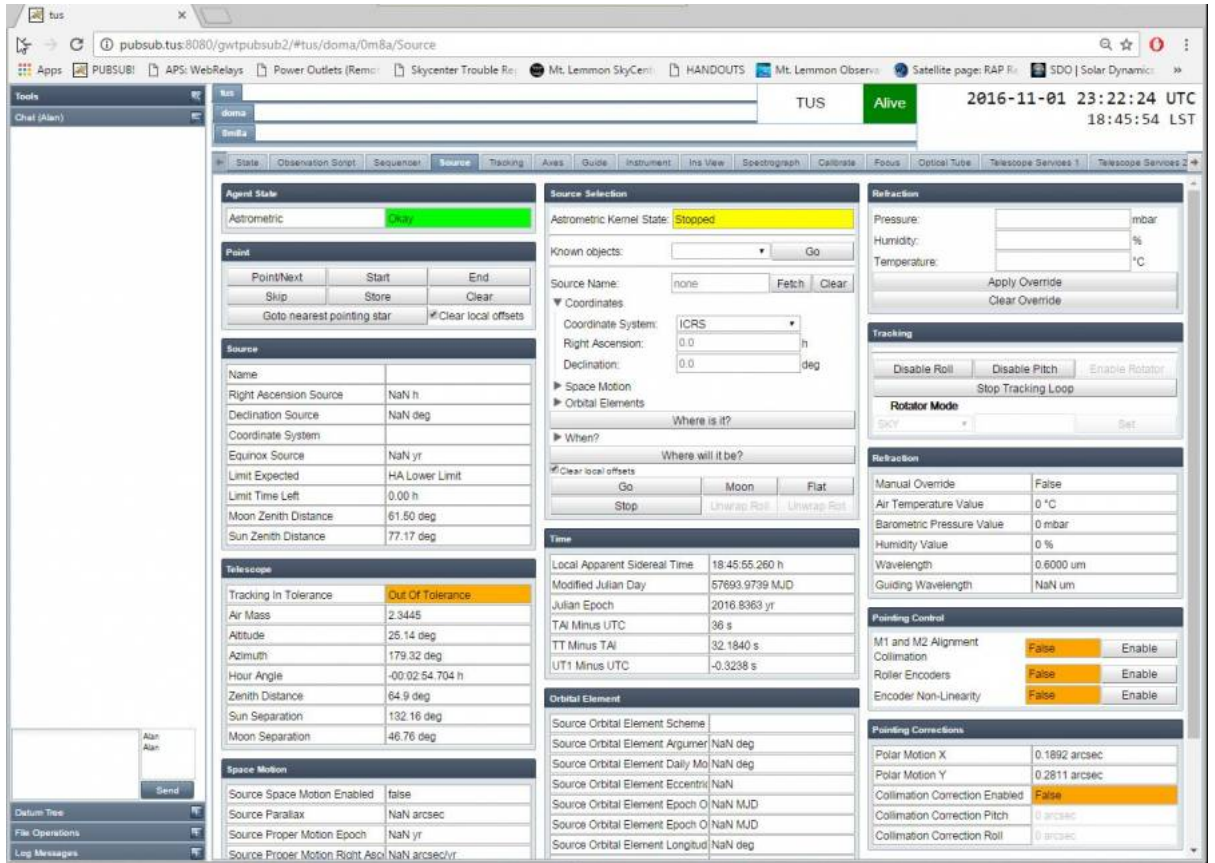 tus
pubsub.tus:8080/gwtpubsub2/#tus/doma/0m8a/Source
Apps PUBSUB! APS: WebRelays Power Outlets (Remo Skycenter Trouble Re Mt. Lemmon SkyCent HANDOUTS Mt. Lemmon Observa Satellite page: RAP R SDO | Solar Dynamic »
Tools
Chat (Alan)
tus
doma
0m8a
TUS Alive 2016-11-01 23:22:24 UTC
18:45:54 LST
State Observation Script Sequencer Source Tracking Axes Guide Instrument Ins View Spectrograph Calibrate Focus Optical Tube Telescope Services 1 Telescope Services 2
Agent State
Astrometric Okay
Point
Point/Next Start End
Skip Store Clear
Goto nearest pointing star Clear local offsets
Source
Name
Right Ascension Source NaN h
Declination Source NaN deg
Coordinate System
Equinox Source NaN yr
Limit Expected HA Lower Limit
Limit Time Left 0.00 h
Moon Zenith Distance 61.50 deg
Sun Zenith Distance 77.17 deg
Telescope
Tracking In Tolerance Out Of Tolerance
Air Mass 2.3445
Altitude 25.14 deg
Azimuth 179.32 deg
Hour Angle -00:02:54.704 h
Zenith Distance 64.9 deg
Sun Separation 132.16 deg
Moon Separation 46.76 deg
Space Motion
Source Space Motion Enabled false
Source Parallax NaN arcsec
Source Proper Motion Epoch NaN yr
Source Proper Motion Right Asc NaN arcsec/yr
Source Selection
Astrometric Kernel State: Stopped
Known objects: Go
Source Name: none Fetch Clear
Coordinates
Coordinate System: ICRS
Right Ascension: 0.0 h
Declination: 0.0 deg
Space Motion
Orbital Elements
Where is it?
When?
Where will it be?
Clear local offsets
Go Moon Flat
Stop Unwrap Roll Unwrap Rot
Time
Local Apparent Sidereal Time 18:45:55.260 h
Modified Julian Day 57693.9739 MJD
Julian Epoch 2016.8363 yr
TAI Minus UTC 36 s
TT Minus TAI 32.1840 s
UT1 Minus UTC -0.3238 s
Orbital Element
Source Orbital Element Scheme
Source Orbital Element Argumer NaN deg
Source Orbital Element Daily Mo NaN deg
Source Orbital Element Eccentric NaN
Source Orbital Element Epoch O NaN MJD
Source Orbital Element Epoch O NaN MJD
Source Orbital Element Longitud NaN deg
Refraction
Pressure: mbar
Humidity: %
Temperature: °C
Apply Override
Clear Override
Tracking
Disable Roll Disable Pitch Enable Rotator
Stop Tracking Loop
Rotator Mode
SKY Set
Refraction
Manual Override False
Air Temperature Value 0 °C
Barometric Pressure Value 0 mbar
Humidity Value 0 %
Wavelength 0.6000 um
Guiding Wavelength NaN um
Pointing Control
M1 and M2 Alignment
Collimation False Enable
Roller Encoders False Enable
Encoder Non-Linearity False Enable
Pointing Corrections
Polar Motion X 0.1892 arcsec
Polar Motion Y 0.2811 arcsec
Collimation Correction Enabled False
Collimation Correction Pitch 0 arcsec
Collimation Correction Roll 0 arcsec
Alan
Alan
Send
Datum Tree
File Operations
Log Messages